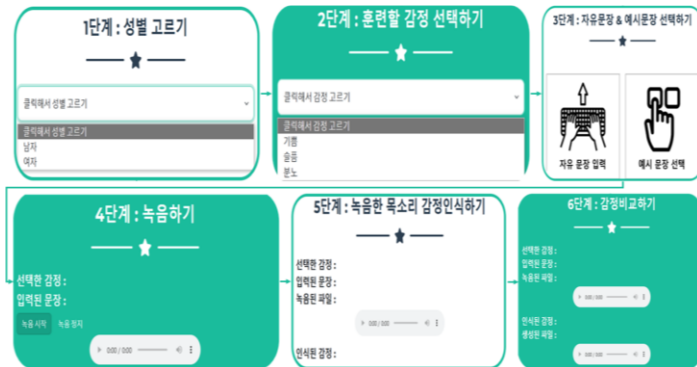 1단계 : 성별 고르기
클릭해서 성별 고르기
클릭해서 성별 고르기
남자
여자
2단계 : 훈련할 감정 선택하기
클릭해서 감정 고르기
클릭해서 감정 고르기
기쁨
슬픔
분노
3단계 : 자유문장 & 예시문장 선택하기
자유 문장 입력
예시 문장 선택
4단계 : 녹음하기
선택한 감정 :
입력된 문장 :
녹음 시작 녹음 정지
0:00 / 0:00
5단계 : 녹음한 목소리 감정인식하기
선택한 감정 :
입력된 문장 :
녹음된 파일 :
0:00 / 0:00
인식된 감정 :
6단계 : 감정비교하기
선택한 감정 :
입력된 문장 :
녹음된 파일 :
0:00 / 0:00
인식된 감정 :
생성된 파일 :
0:00 / 0:00